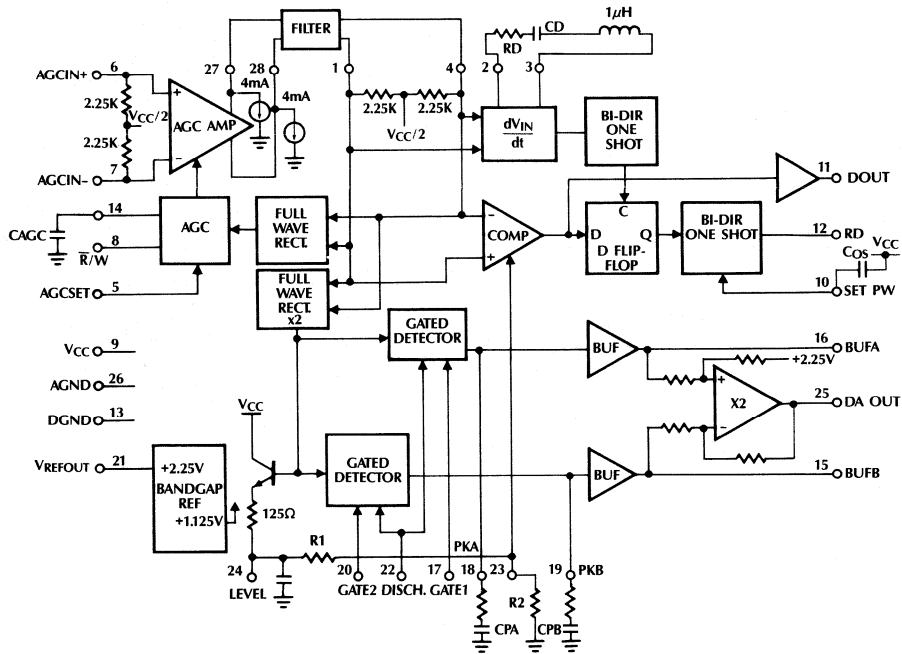 1µH
CD
RD
FILTER
27
28
1
4
2
3
4mA
4mA
AGCIN+
6
2.25K
VCC/2
2.25K
AGCIN−
7
+
AGC AMP
−
2.25K
2.25K
VCC/2
dVIN
dt
BI-DIR
ONE
SHOT
11
DOUT
14
CAGC
8
R̅/W
AGC
FULL
WAVE
RECT.
−
COMP
+
C
D
Q
D FLIP-
FLOP
BI-DIR
ONE SHOT
12
RD
VCC
COS
10
SET PW
AGCSET
5
FULL
WAVE
RECT.
x2
GATED
DETECTOR
BUF
16
BUFA
+2.25V
VCC
9
AGND
26
DGND
13
+
X2
−
25
DA OUT
VCC
VREFOUT
21
+2.25V
BANDGAP
REF
+1.125V
125Ω
GATED
DETECTOR
BUF
15
BUFB
R1
PKA
24
LEVEL
20
GATE2
22
DISCH.
17
GATE1
18
23
19
PKB
R2
CPA
CPB